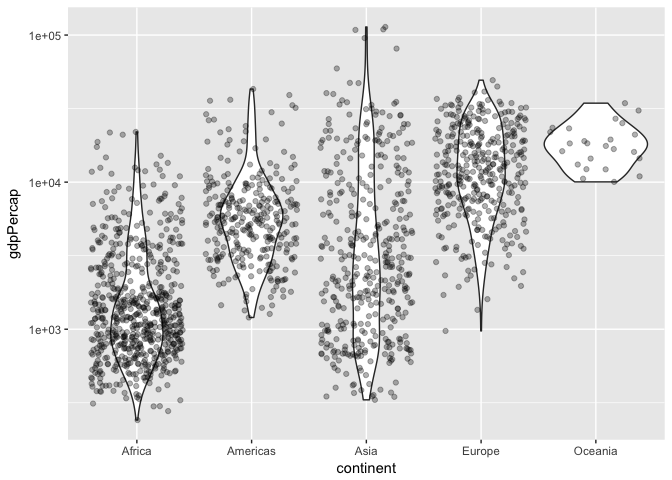 1e+05
1e+04
1e+03
gdpPercap
Africa Americas Asia Europe Oceania
continent